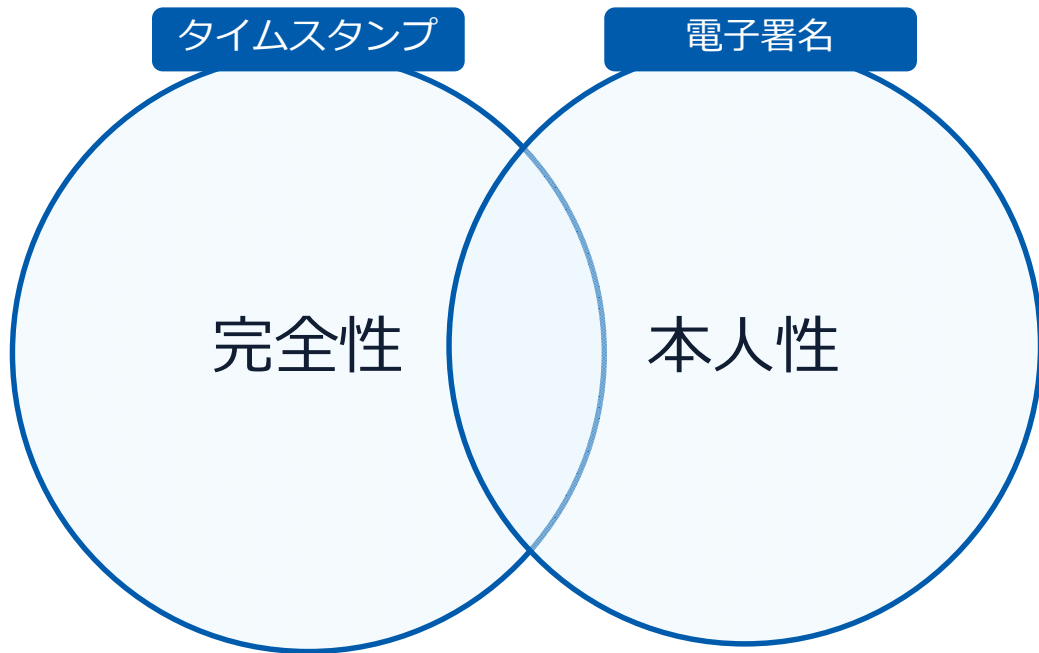 タイムスタンプ
電子署名
完全性
本人性